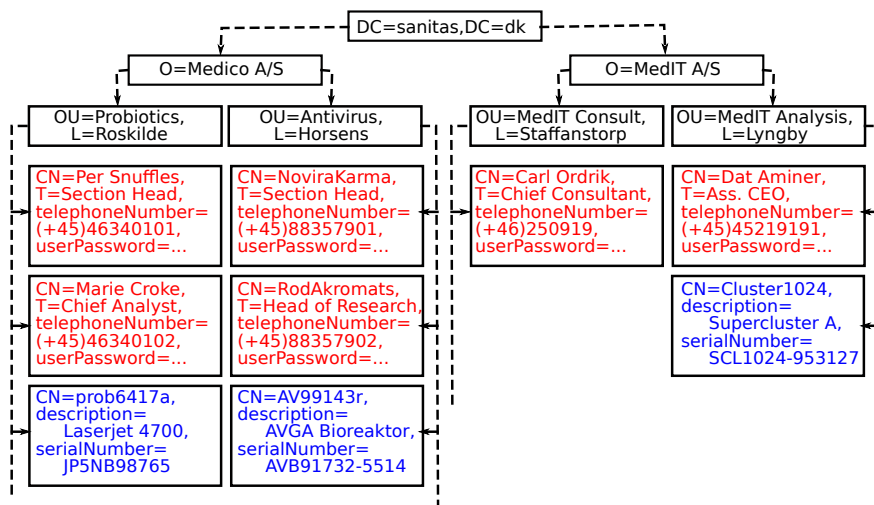 DC=sanitas,DC=dk
O=Medico A/S
O=MedIT A/S
OU=Probiotics,
L=Roskilde
OU=Antivirus,
L=Horsens
OU=MedIT Consult,
L=Staffanstorp
OU=MedIT Analysis,
L=Lyngby
CN=Per Snuffles,
T=Section Head,
telephoneNumber=
(+45)46340101,
userPassword=...
CN=NoviraKarma,
T=Section Head,
telephoneNumber=
(+45)88357901,
userPassword=...
CN=Carl Ordrik,
T=Chief Consultant,
telephoneNumber=
(+46)250919,
userPassword=...
CN=Dat Aminer,
T=Ass. CEO,
telephoneNumber=
(+45)45219191,
userPassword=...
CN=Marie Croke,
T=Chief Analyst,
telephoneNumber=
(+45)46340102,
userPassword=...
CN=RodAkromats,
T=Head of Research,
telephoneNumber=
(+45)88357902,
userPassword=...
CN=Cluster1024,
description=
Supercluster A,
serialNumber=
SCL1024-953127
CN=prob6417a,
description=
Laserjet 4700,
serialNumber=
JP5NB98765
CN=AV99143r,
description=
AVGA Bioreaktor,
serialNumber=
AVB91732-5514